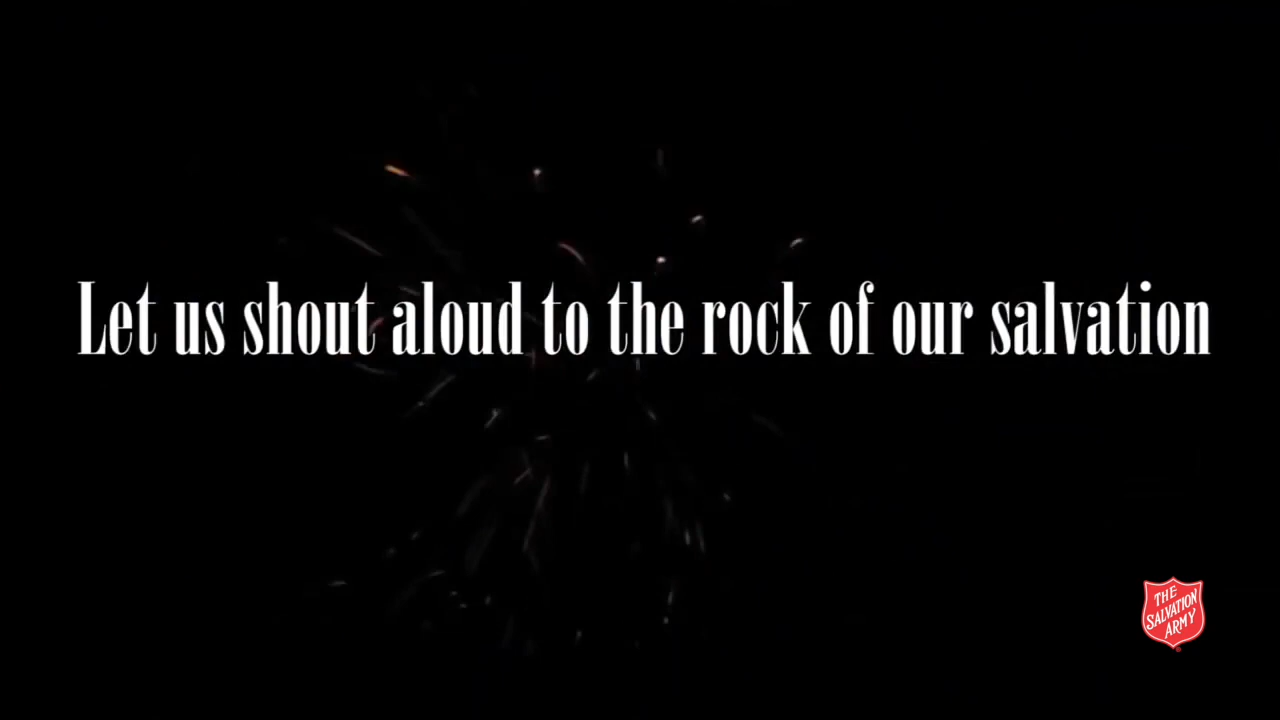 Let us shout aloud to the rock of our salvation
THE
SALVATION
ARMY